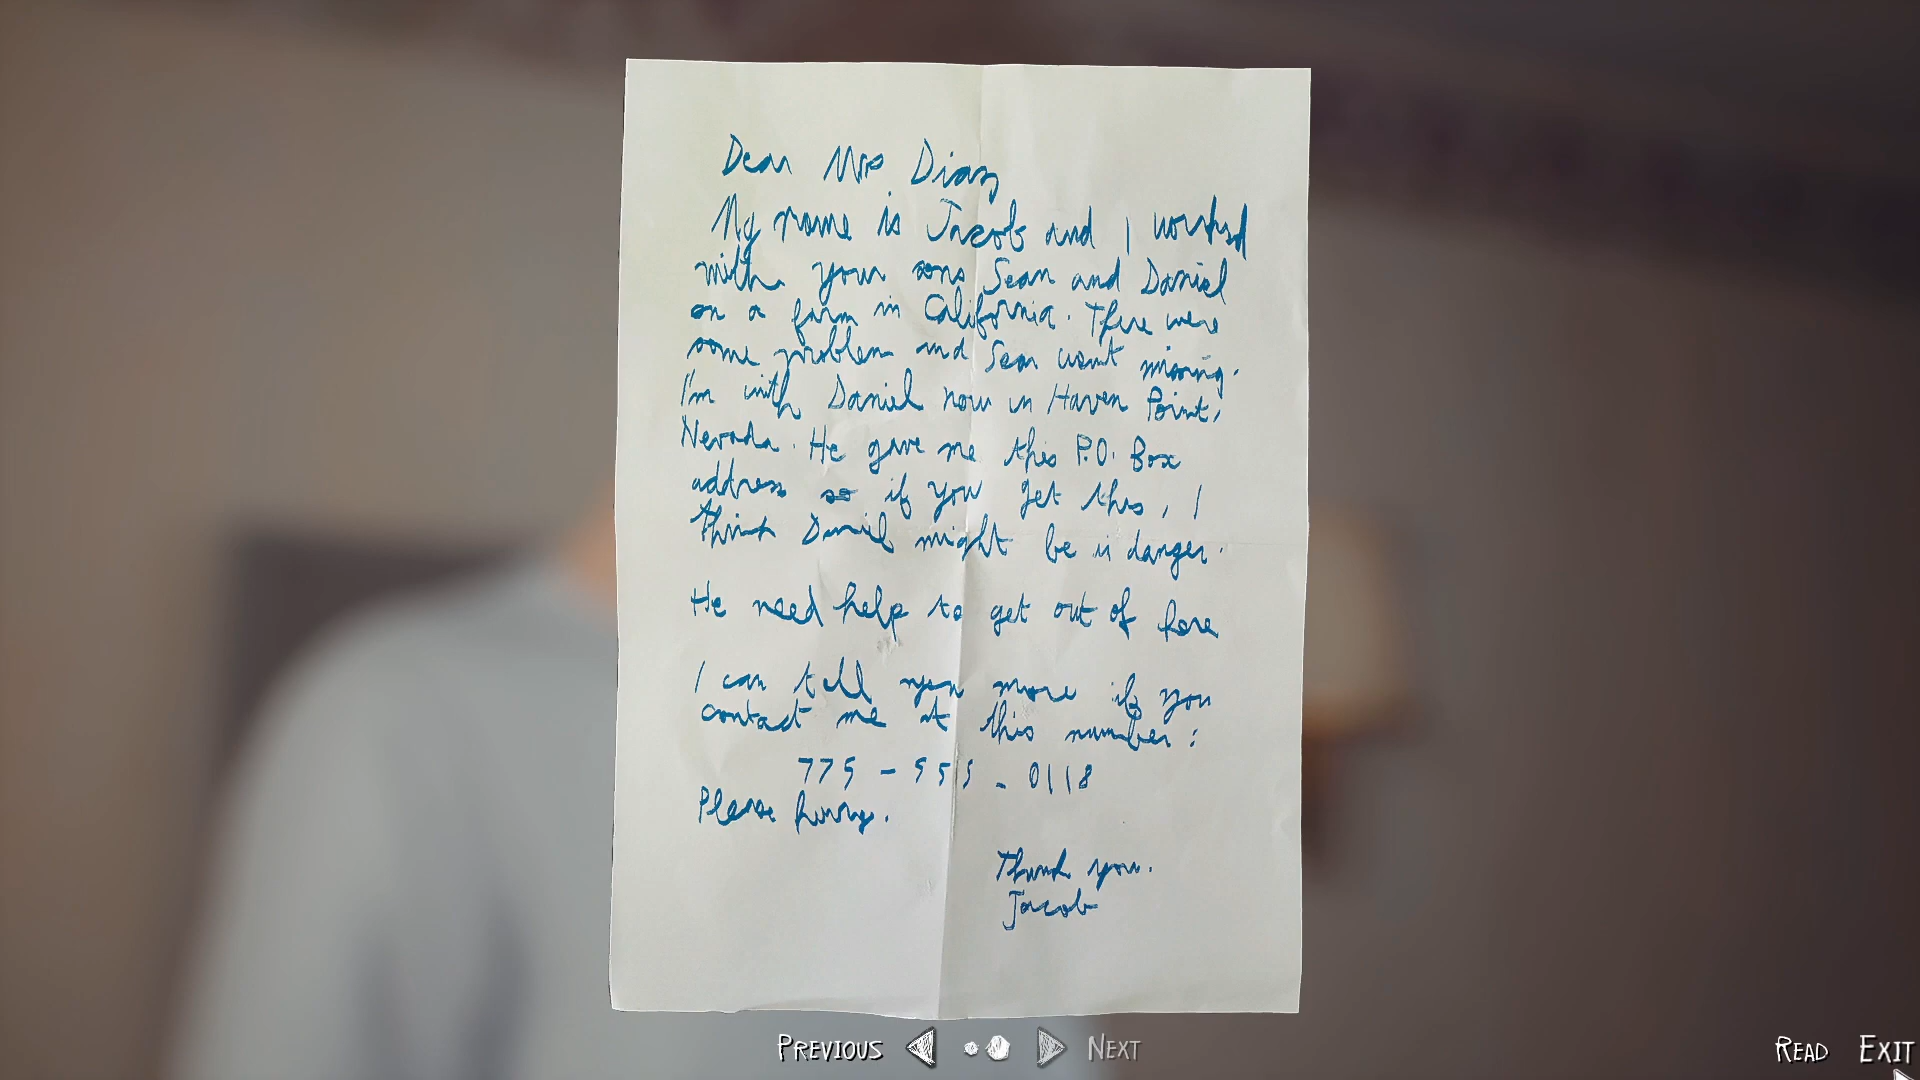 Dear Mrs Diaz
My name is Jacob and I worked
with your sons Sean and Daniel
on a farm in California. There were
some problem and Sean went missing.
I'm with Daniel now in Haven Point,
Nevada. He gave me this P.O. Box
address so if you get this, I
think Daniel might be in danger.
He need help to get out of here
I can tell you more if you
contact me at this number:
775-555-0118
Please hurry.
Thank you.
Jacob
PREVIOUS NEXT
READ EXIT